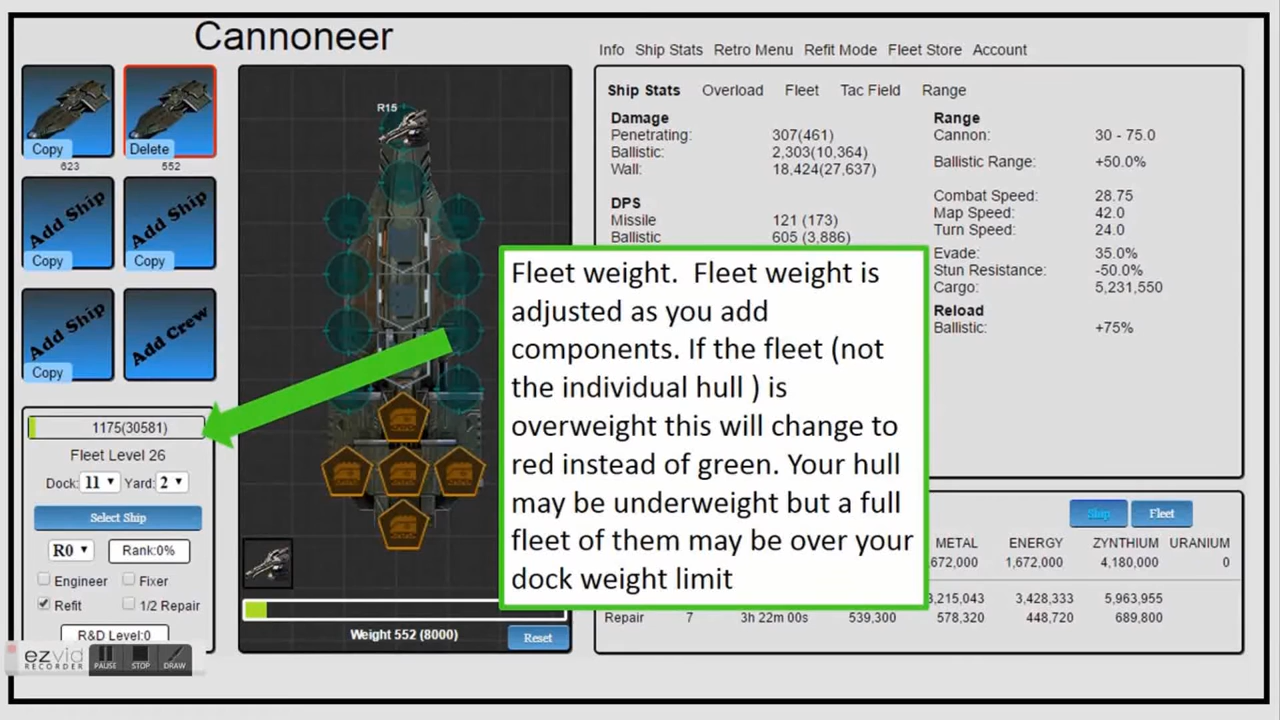 Cannoneer
Info Ship Stats Retro Menu Refit Mode Fleet Store Account
Copy
623
Delete
552
Add Ship
Copy
Add Ship
Copy
Add Ship
Copy
Add Crew
1175(30581)
Fleet Level 26
Dock: 11 Yard: 2
Select Ship
R0 Rank:0%
Engineer Fixer
Refit 1/2 Repair
R&D Level:0
ezvid
RECORDER
PAUSE STOP DRAW
R15
Weight 552 (8000)
Reset
Ship Stats Overload Fleet Tac Field Range
Damage
Penetrating: 307(461)
Ballistic: 2,303(10,364)
Wall: 18,424(27,637)
DPS
Missile 121 (173)
Ballistic 605 (3,886)
Range
Cannon: 30 - 75.0
Ballistic Range: +50.0%
Combat Speed: 28.75
Map Speed: 42.0
Turn Speed: 24.0
Evade: 35.0%
Stun Resistance: -50.0%
Cargo: 5,231,550
Reload
Ballistic: +75%
Fleet weight. Fleet weight is
adjusted as you add
components. If the fleet (not
the individual hull ) is
overweight this will change to
red instead of green. Your hull
may be underweight but a full
fleet of them may be over your
dock weight limit
Ship Fleet
METAL ENERGY ZYNTHIUM URANIUM
,672,000 1,672,000 4,180,000 0
3,215,043 3,428,333 5,963,955
Repair 7 3h 22m 00s 539,300 578,320 448,720 689,800